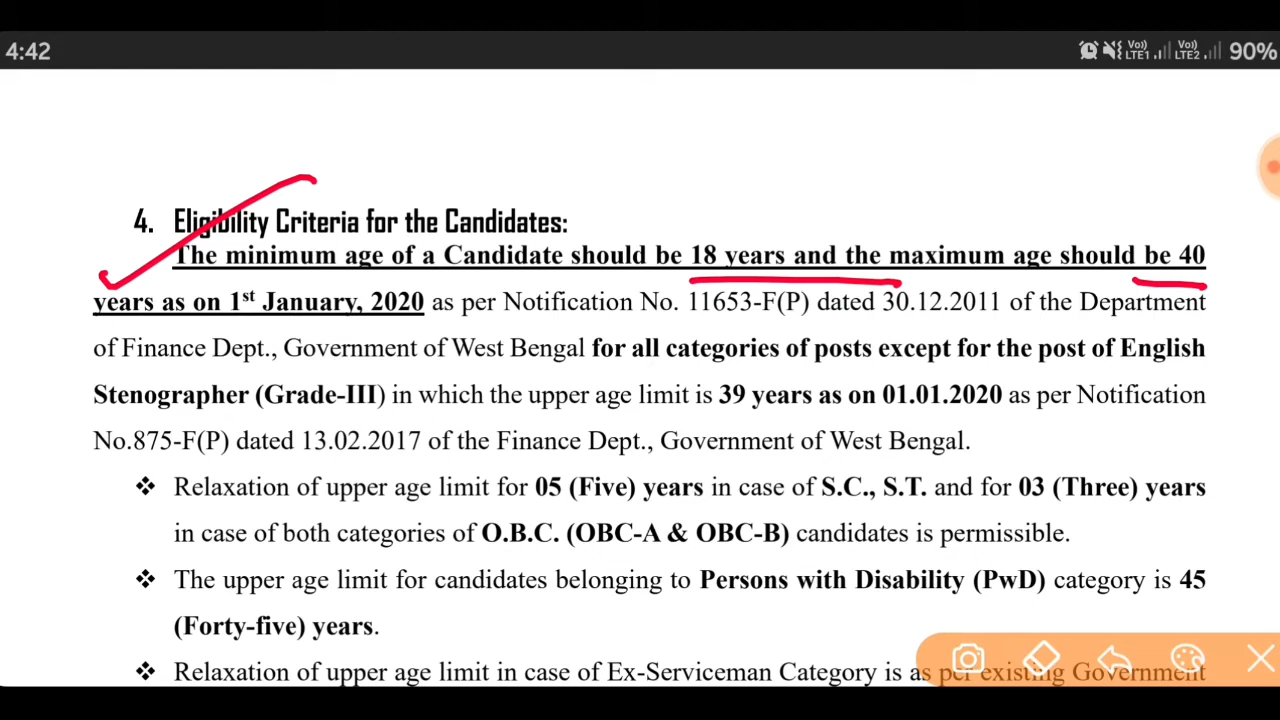 4:42 Vo) LTE1 Vo) LTE2 90%
4. Eligibility Criteria for the Candidates:
The minimum age of a Candidate should be 18 years and the maximum age should be 40
years as on 1st January, 2020 as per Notification No. 11653-F(P) dated 30.12.2011 of the Department
of Finance Dept., Government of West Bengal for all categories of posts except for the post of English
Stenographer (Grade-III) in which the upper age limit is 39 years as on 01.01.2020 as per Notification
No.875-F(P) dated 13.02.2017 of the Finance Dept., Government of West Bengal.
❖ Relaxation of upper age limit for 05 (Five) years in case of S.C., S.T. and for 03 (Three) years
in case of both categories of O.B.C. (OBC-A & OBC-B) candidates is permissible.
❖ The upper age limit for candidates belonging to Persons with Disability (PwD) category is 45
(Forty-five) years.
❖ Relaxation of upper age limit in case of Ex-Serviceman Category is as per existing Government